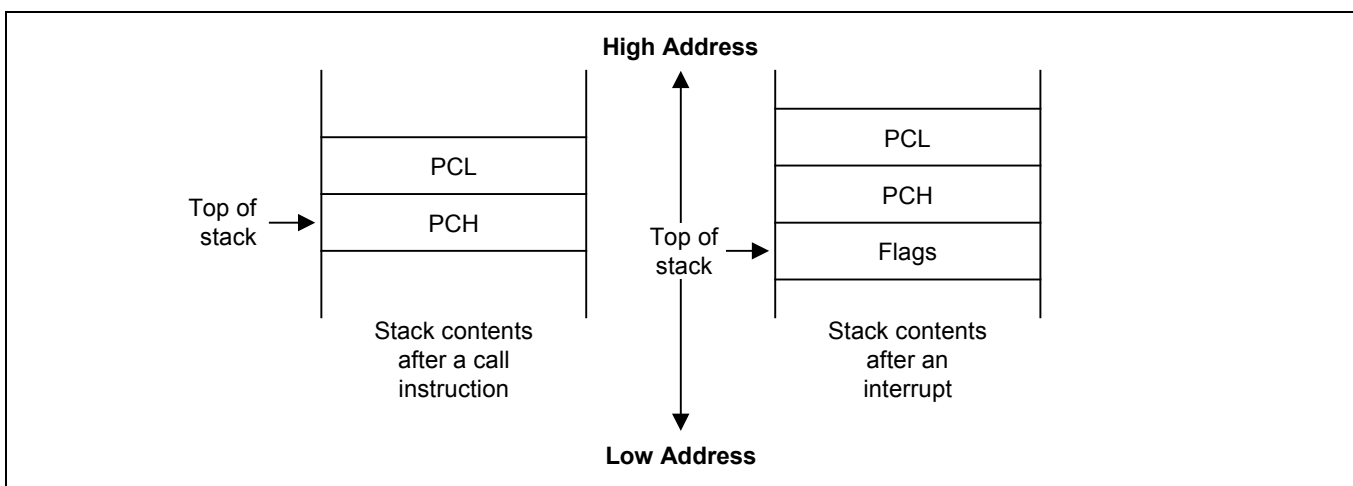 High Address
PCL
PCH
Top of
stack
Stack contents
after a call
instruction
PCL
PCH
Flags
Top of
stack
Stack contents
after an
interrupt
Low Address